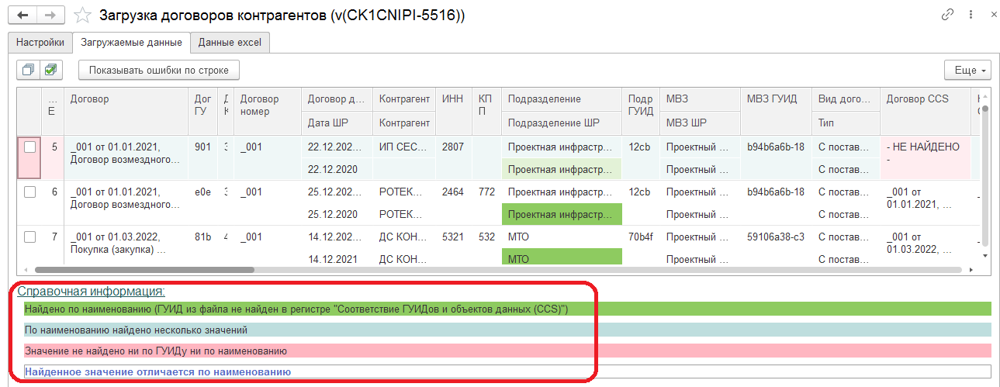 Загрузка договоров контрагентов (v(CK1CNIPI-5516))
Настройки Загружаемые данные Данные excel
Показывать ошибки по строке Еще
... Договор Дог Договор Договор д... Контрагент ИНН КП Подразделение Подр МВЗ МВЗ ГУИД Вид дого... Договор CCS
Е ГУ номер П ГУИД
Дата ШР Контрагент Подразделение ШР МВЗ ШР Тип
5 _001 от 01.01.2021, 901 _001 22.12.202... ИП СЕС... 2807 Проектная инфрастр... 12cb Проектный ... b94b6a6b-18 С постав... - НЕ НАЙДЕНО
Договор возмездного... -
22.12.2020 Проектная инфрастр... Проектный ... С постав...
6 _001 от 01.01.2021, e0e _001 25.12.202... РОТЕК... 2464 772 Проектная инфрастр... 12cb Проектный ... b94b6a6b-18 С постав... _001 от
Договор возмездного... 01.01.2021, ...
25.12.2020 РОТЕК... Проектная инфрастр... Проектный ... С постав...
7 _001 от 01.03.2022, 81b _001 14.12.202... ДС КОН... 5321 532 МТО 70b4f Проектный ... 59106a38-c3 С постав... _001 от
Покупка (закупка) ... 01.03.2022, ...
14.12.2021 ДС КОН... МТО Проектный ... С постав...
Справочная информация:
Найдено по наименованию (ГУИД из файла не найден в регистре "Соответствие ГУИДов и объектов данных (CCS)")
По наименованию найдено несколько значений
Значение не найдено ни по ГУИДу ни по наименованию
Найденное значение отличается по наименованию